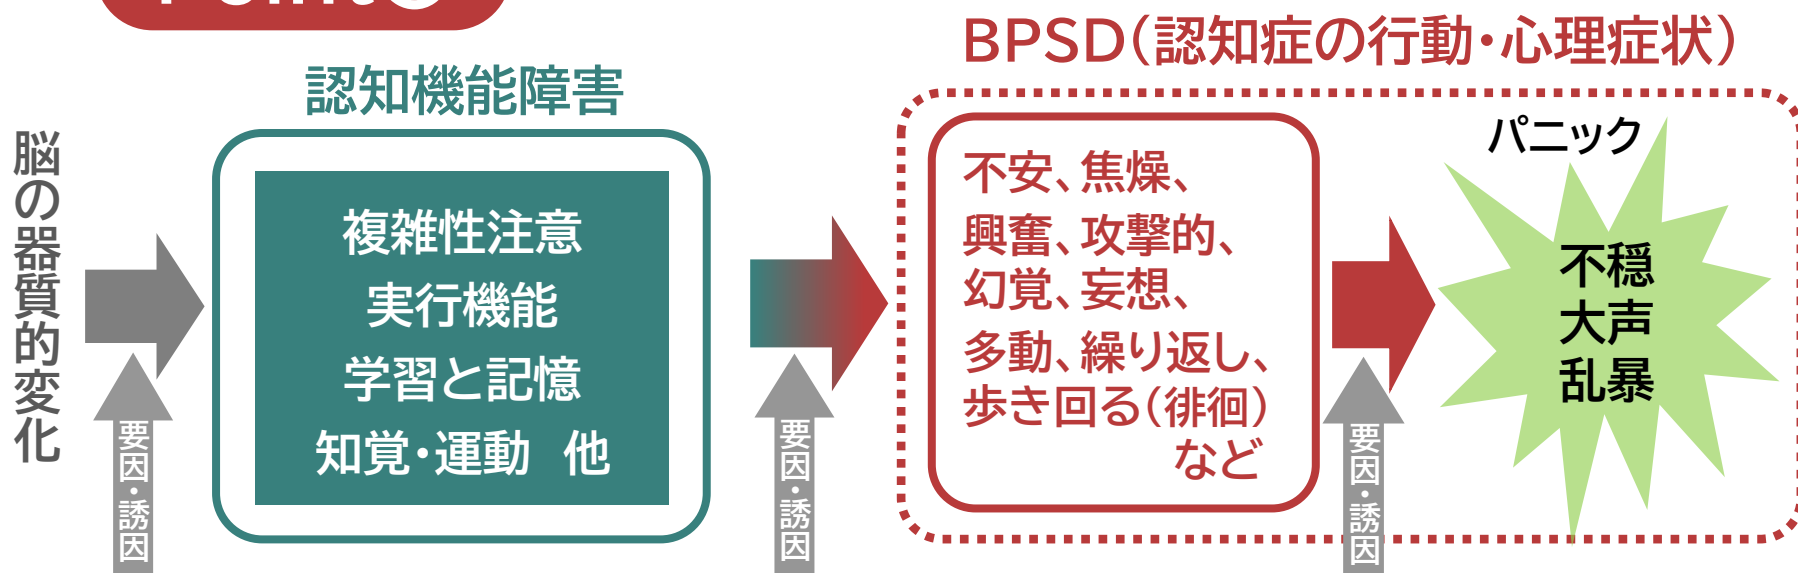 BPSD(認知症の行動・心理症状)
認知機能障害
脳の器質的変化
複雑性注意
実行機能
学習と記憶
知覚・運動 他
要因・誘因
要因・誘因
不安、焦燥、
興奮、攻撃的、
幻覚、妄想、
多動、繰り返し、
歩き回る(徘徊)
など
要因・誘因
パニック
不穏
大声
乱暴